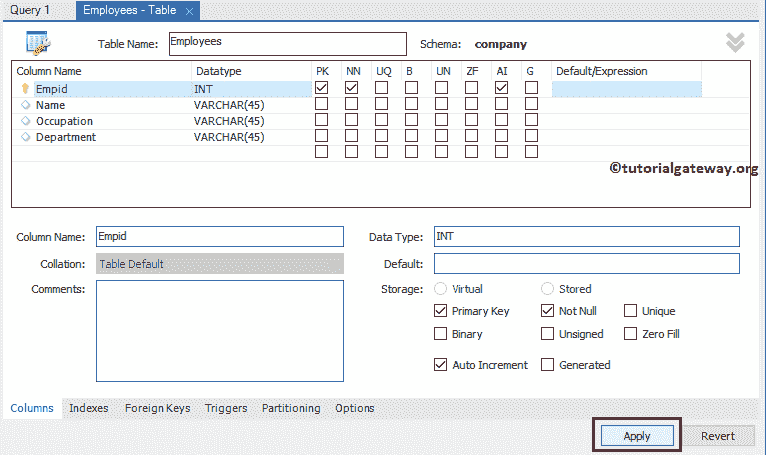 Query 1 Employees - Table ×
Table Name: Employees Schema: company
Column Name Datatype PK NN UQ B UN ZF AI G Default/Expression
Empid INT
Name VARCHAR(45)
Occupation VARCHAR(45)
Department VARCHAR(45)
©tutorialgateway.org
Column Name: Empid Data Type: INT
Collation: Table Default Default:
Comments: Storage: Virtual Stored
Primary Key Not Null Unique
Binary Unsigned Zero Fill
Auto Increment Generated
Columns Indexes Foreign Keys Triggers Partitioning Options
Apply Revert